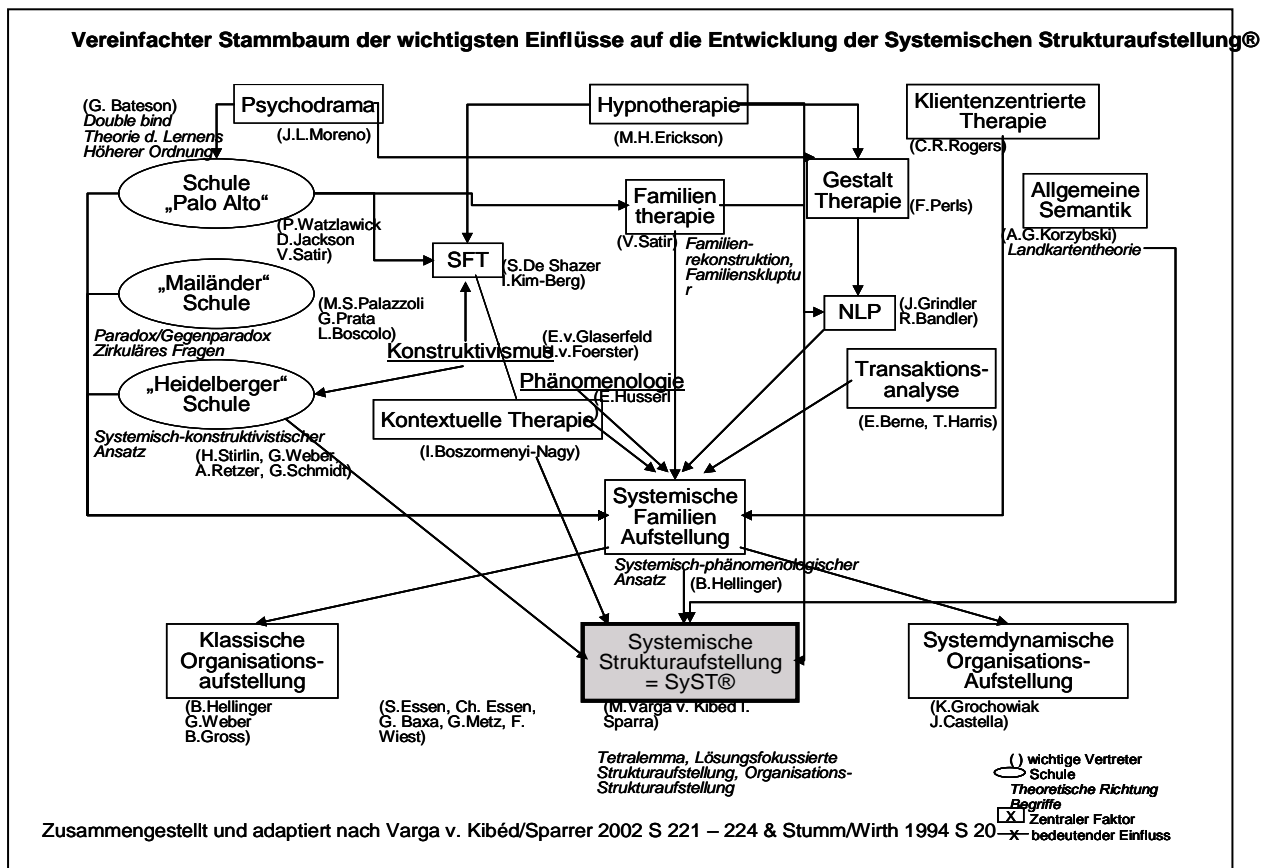 Vereinfachter Stammbaum der wichtigsten Einflüsse auf die Entwicklung der Systemischen Strukturaufstellung®
(G. Bateson)
Double bind
Theorie d. Lernens
Höherer Ordnung
Psychodrama
(J.L.Moreno)
Hypnotherapie
(M.H.Erickson)
Klientenzentrierte
Therapie
(C.R.Rogers)
Schule
„Palo Alto“
(P.Watzlawick
D.Jackson
V.Satir)
Familien
therapie
(V.Satir)
Familien-
rekonstruktion,
Familienskluptu
r
Gestalt
Therapie
(F.Perls)
Allgemeine
Semantik
(A.G.Korzybski)
Landkartentheorie
SFT
(S.De Shazer
I.Kim-Berg)
„Mailänder“
Schule
(M.S.Palazzoli
G.Prata
L.Boscolo)
Paradox/Gegenparadox
Zirkuläres Fragen
NLP
(J.Grindler
R.Bandler)
Konstruktivismus
(E.v.Glaserfeld
H.v.Foerster)
Phänomenologie
(E.Husserl
Transaktions-
analyse
(E.Berne, T.Harris)
„Heidelberger“
Schule
Systemisch-konstruktivistischer
Ansatz
(H.Stirlin, G.Weber,
A.Retzer, G.Schmidt)
Kontextuelle Therapie
(I.Boszormenyi-Nagy)
Systemische
Familien
Aufstellung
Systemisch-phänomenologischer
Ansatz
(B.Hellinger)
Klassische
Organisations-
aufstellung
(B.Hellinger
G.Weber
B.Gross)
(S.Essen, Ch. Essen,
G. Baxa, G.Metz, F.
Wiest)
Systemische
Strukturaufstellung
= SyST®
(M.Varga v. Kibéd I.
Sparra)
Tetralemma, Lösungsfokussierte
Strukturaufstellung, Organisations-
Strukturaufstellung
Systemdynamische
Organisations-
Aufstellung
(K.Grochowiak
J.Castella)
( ) wichtige Vertreter
Schule
Theoretische Richtung
Begriffe
X Zentraler Faktor
X bedeutender Einfluss
Zusammengestellt und adaptiert nach Varga v. Kibéd/Sparrer 2002 S 221 – 224 & Stumm/Wirth 1994 S 20